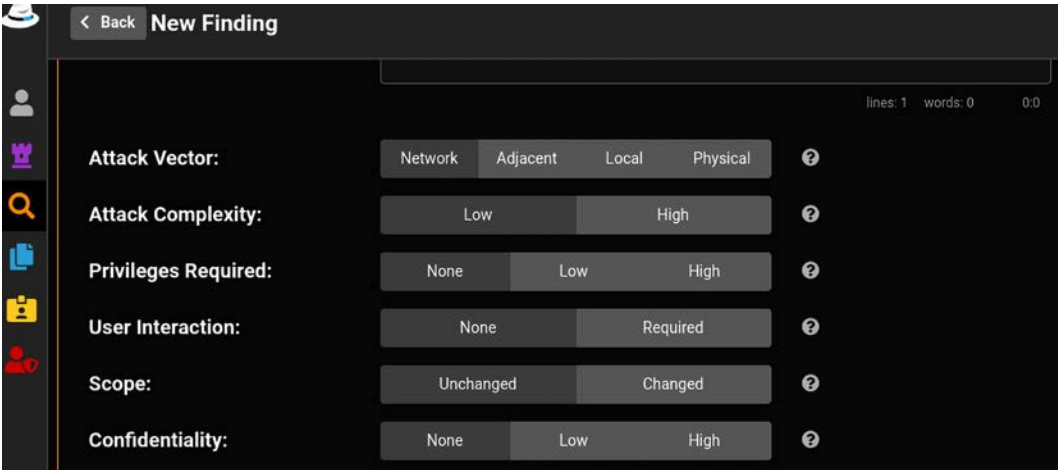 Back New Finding
lines: 1 words: 0 0:0
Attack Vector: Network Adjacent Local Physical
Attack Complexity: Low High
Privileges Required: None Low High
User Interaction: None Required
Scope: Unchanged Changed
Confidentiality: None Low High